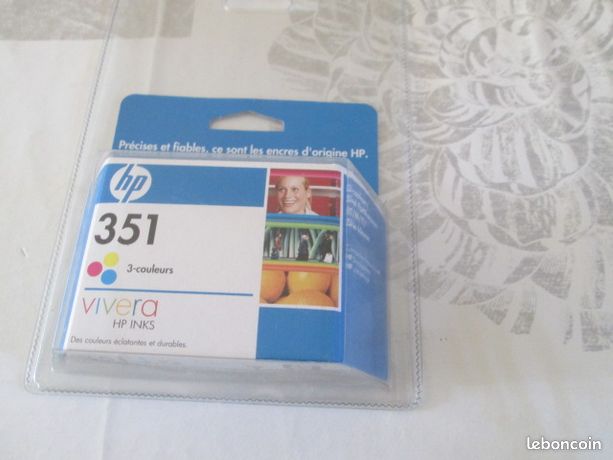 Précises et fiables, ce sont les encres d'origine HP.
hp
351
3-couleurs
vivera
HP INKS
Des couleurs éclatantes et durables.
leboncoin